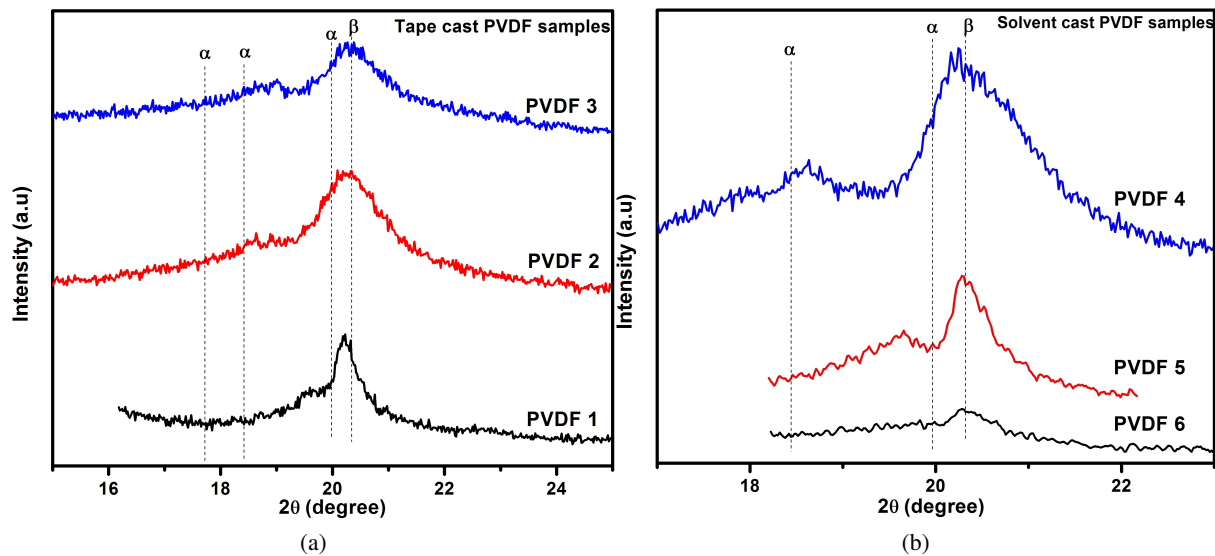 Tape cast PVDF samples
α
α
α
β
PVDF 3
PVDF 2
PVDF 1
Intensity (a.u)
16
18
20
22
24
2θ (degree)
(a)
Solvent cast PVDF samples
α
α
β
PVDF 4
PVDF 5
PVDF 6
Intensity (a.u)
18
20
22
2θ (degree)
(b)